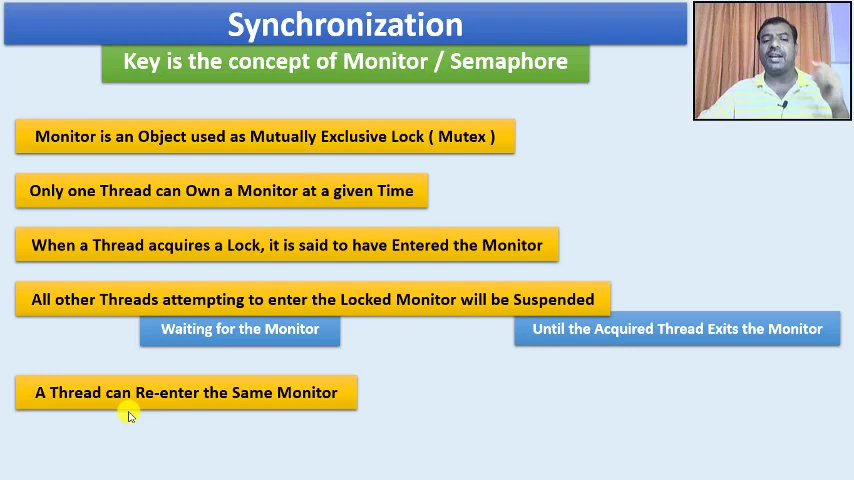 Synchronization
Key is the concept of Monitor / Semaphore
Monitor is an Object used as Mutually Exclusive Lock ( Mutex )
Only one Thread can Own a Monitor at a given Time
When a Thread acquires a Lock, it is said to have Entered the Monitor
All other Threads attempting to enter the Locked Monitor will be Suspended
Waiting for the Monitor
Until the Acquired Thread Exits the Monitor
A Thread can Re-enter the Same Monitor